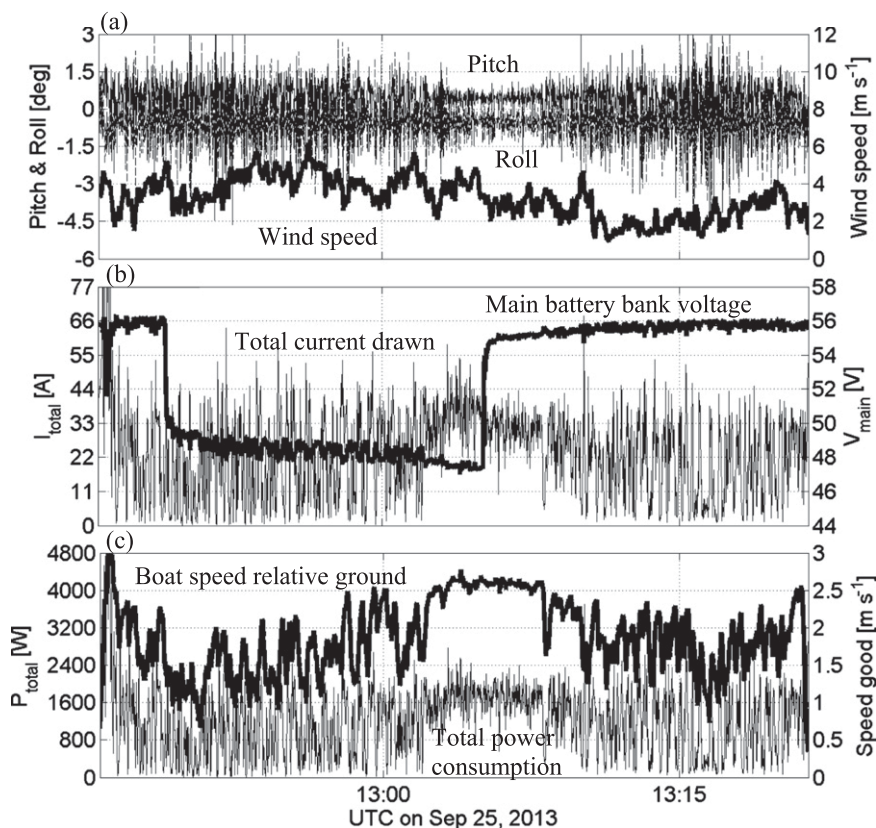 (a)
3
1.5
0
-1.5
-3
-4.5
-6
Pitch & Roll [deg]
Pitch
Roll
Wind speed
12
10
8
6
4
2
0
Wind speed [m s-1]
(b)
77
66
55
44
33
22
11
0
I_total [A]
Main battery bank voltage
Total current drawn
58
56
54
52
50
48
46
44
V_main [V]
(c)
4800
4000
3200
2400
1600
800
0
P_total [W]
Boat speed relative ground
Total power
consumption
3
2.5
2
1.5
1
0.5
0
Speed good [m s-1]
13:00
13:15
UTC on Sep 25, 2013